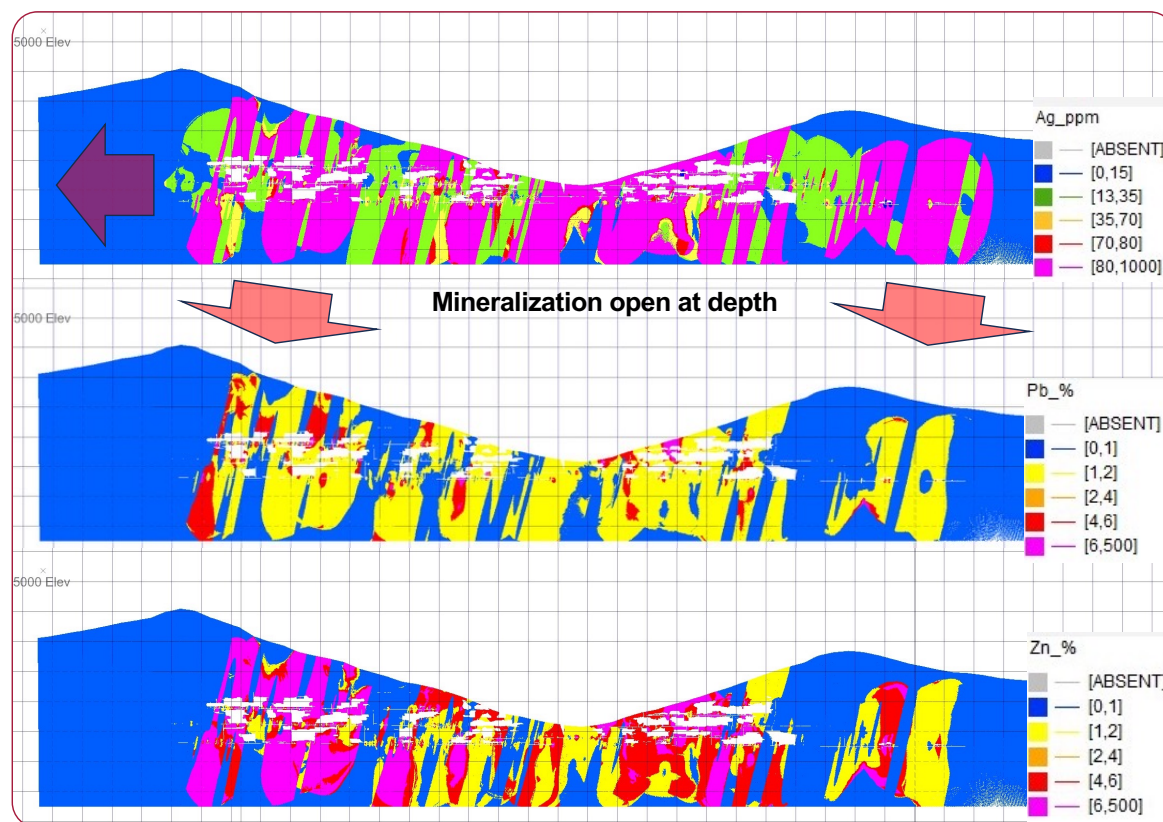 5000 Elev
Ag_ppm
[ABSENT]
[0,15]
[13,35]
[35,70]
[70,80]
[80,1000]
Mineralization open at depth
5000 Elev
Pb_%
[ABSENT]
[0,1]
[1,2]
[2,4]
[4,6]
[6,500]
5000 Elev
Zn_%
[ABSENT]
[0,1]
[1,2]
[2,4]
[4,6]
[6,500]